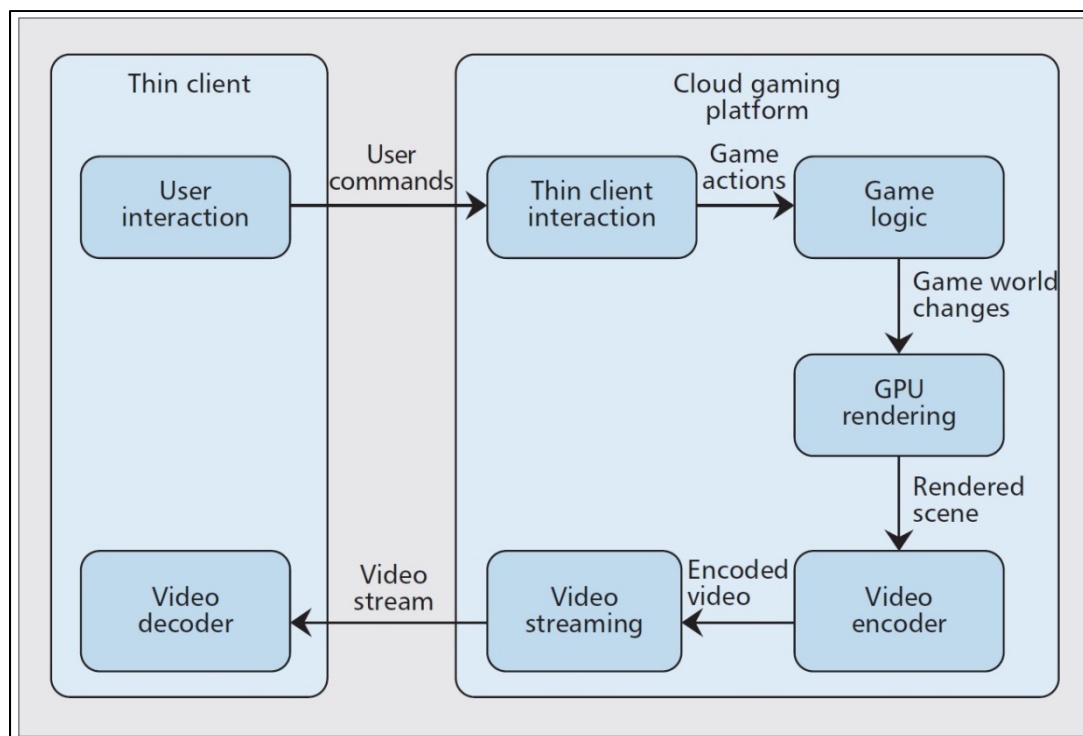 Thin client
Cloud gaming
platform
User
interaction
User
commands
Thin client
interaction
Game
actions
Game
logic
Game world
changes
GPU
rendering
Rendered
scene
Video
decoder
Video
stream
Video
streaming
Encoded
video
Video
encoder